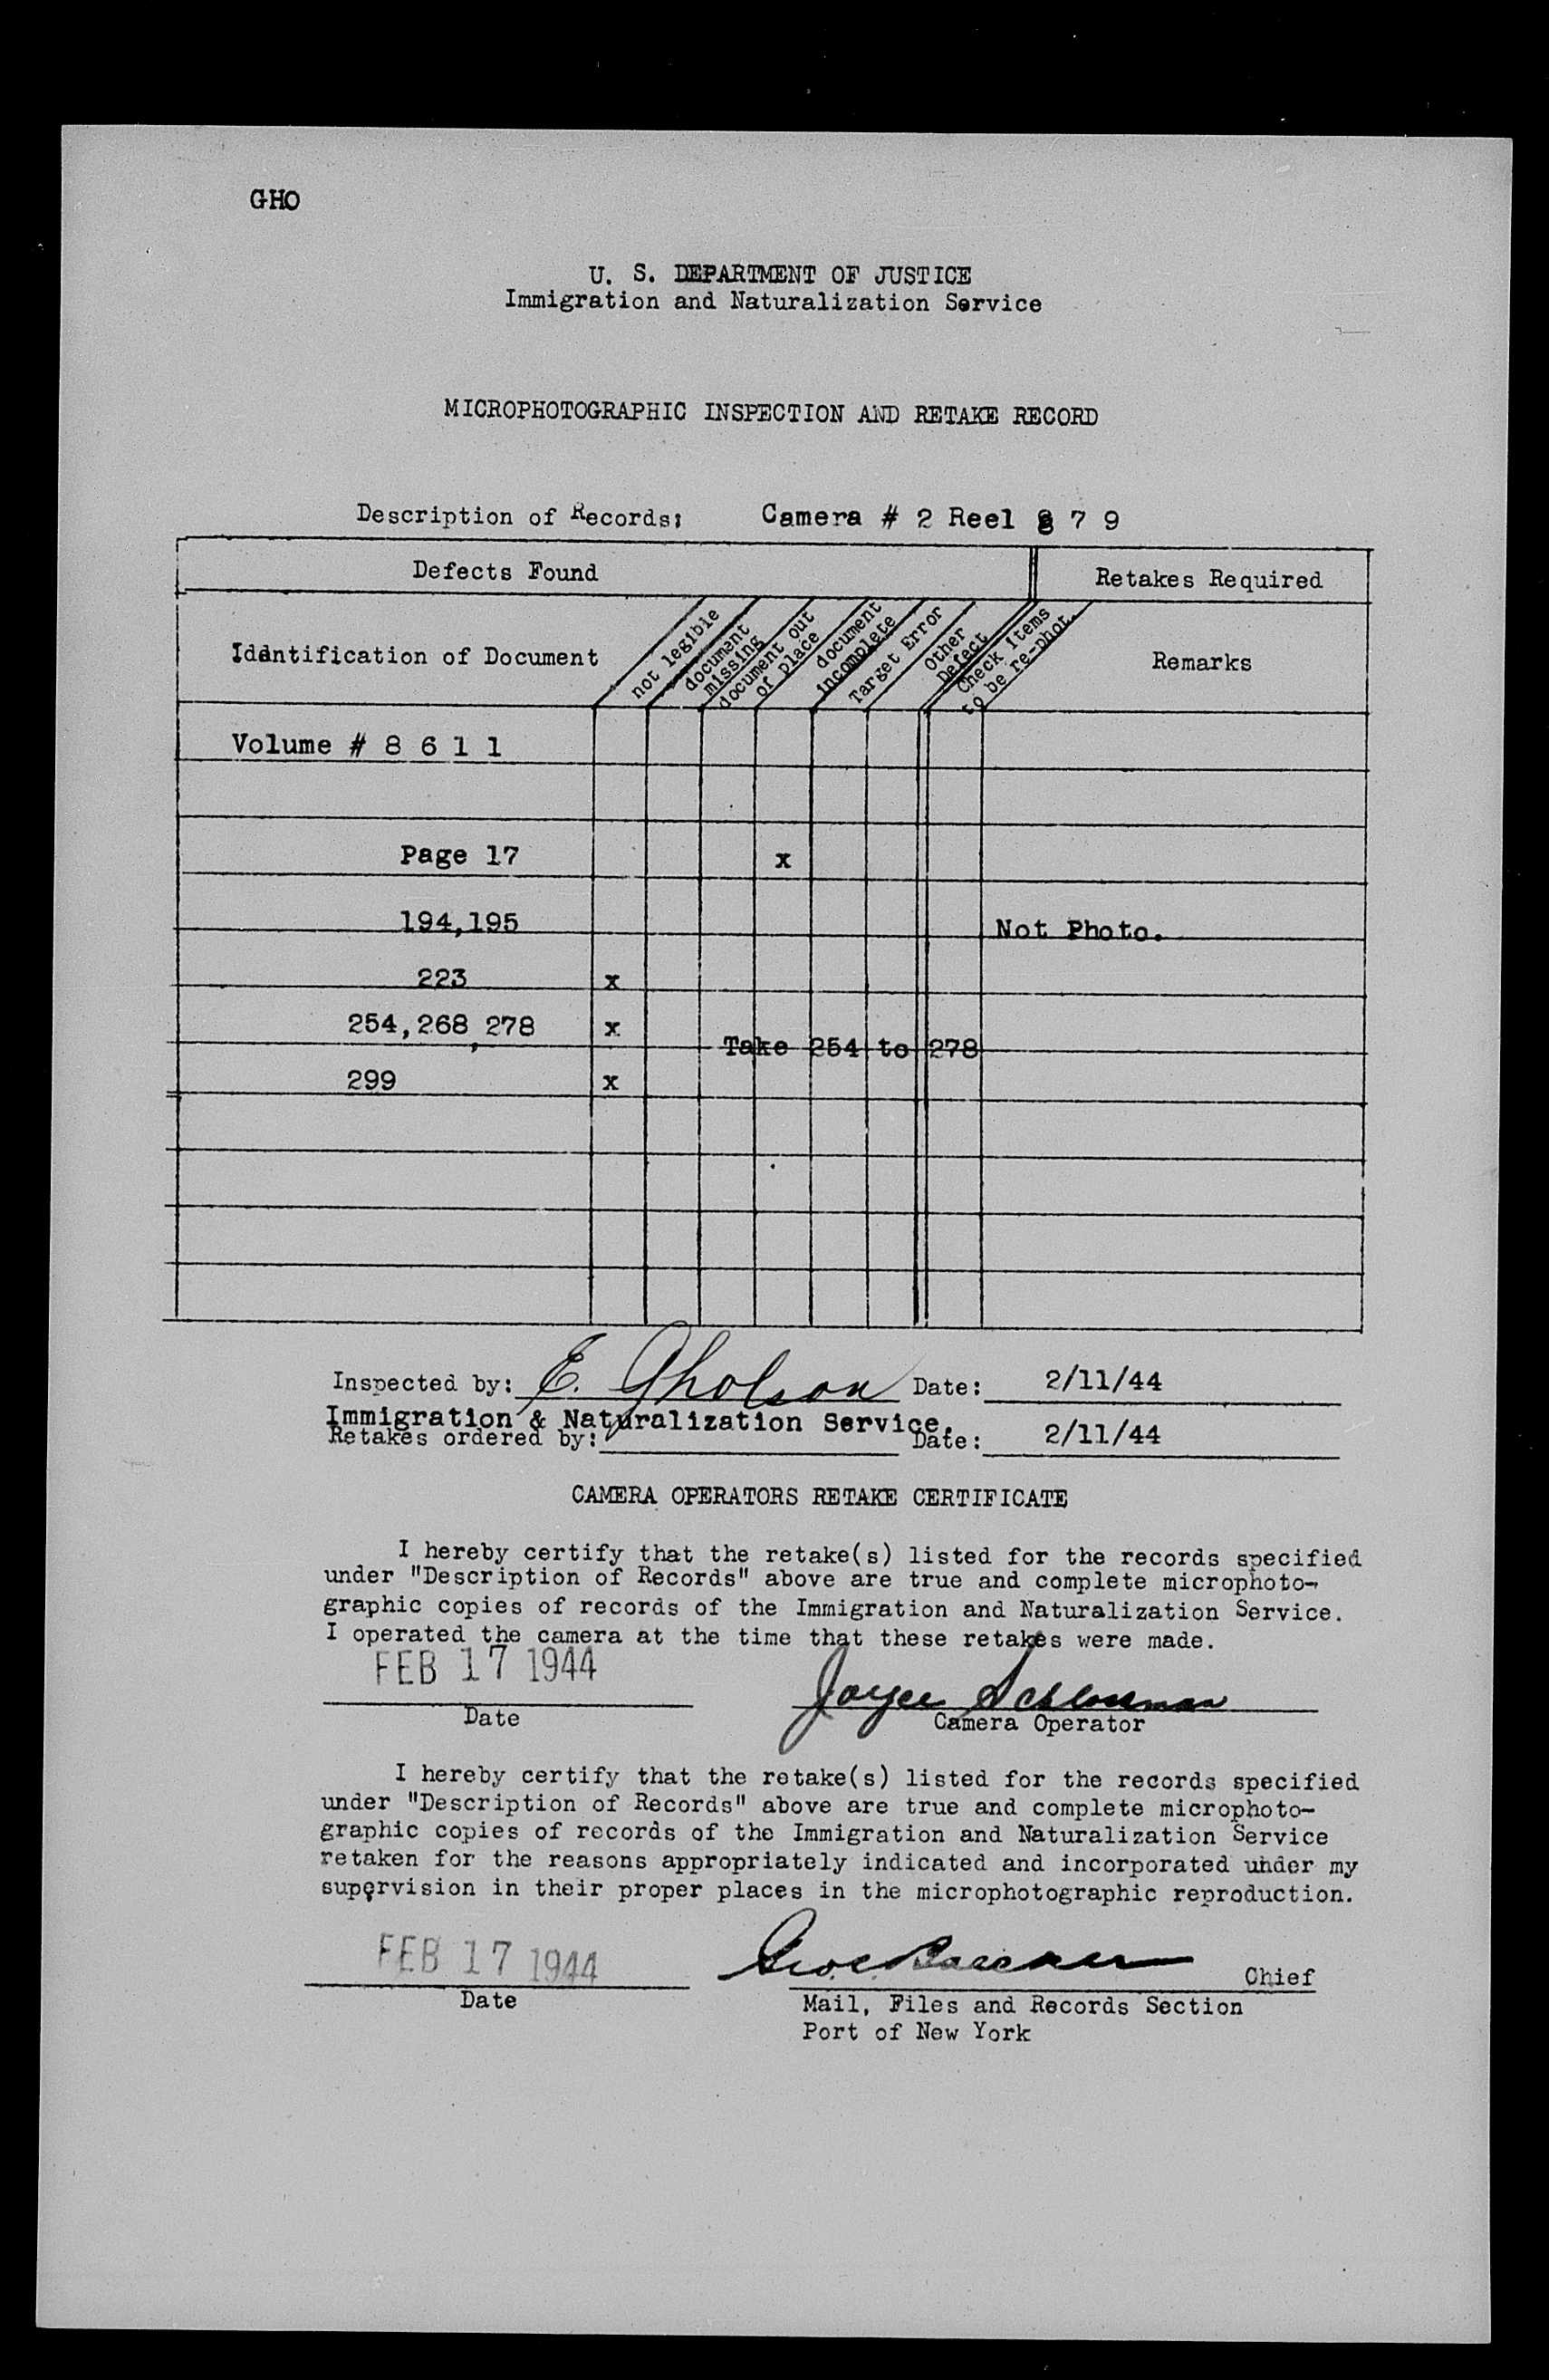 GHO
U. S. DEPARTMENT OF JUSTICE
Immigration and Naturalization Service
MICROPHOTOGRAPHIC INSPECTION AND RETAKE RECORD
Description of Records: Camera # 2 Reel 8 7 9
Defects Found
Retakes Required
Idantification of Document
not legible
document missing
document out of place
document incomplete
Target Error
Other Defect
Check items to be re-phot.
Remarks
Volume # 8 6 1 1
Page 17 x
194,195 Not Photo.
223 x
254,268,278 x Take 254 to 278
299 x
Inspected by: E. Gholson Date: 2/11/44
Immigration & Naturalization Service.
Retakes ordered by: Date: 2/11/44
CAMERA OPERATORS RETAKE CERTIFICATE
I hereby certify that the retake(s) listed for the records specified
under "Description of Records" above are true and complete microphoto-
graphic copies of records of the Immigration and Naturalization Service.
I operated the camera at the time that these retakes were made.
FEB 17 1944
Joyce
Date
Camera Operator
I hereby certify that the retake(s) listed for the records specified
under "Description of Records" above are true and complete microphoto-
graphic copies of records of the Immigration and Naturalization Service
retaken for the reasons appropriately indicated and incorporated under my
supervision in their proper places in the microphotographic reproduction.
FEB 17 1944
Chief
Date
Mail, Files and Records Section
Port of New York